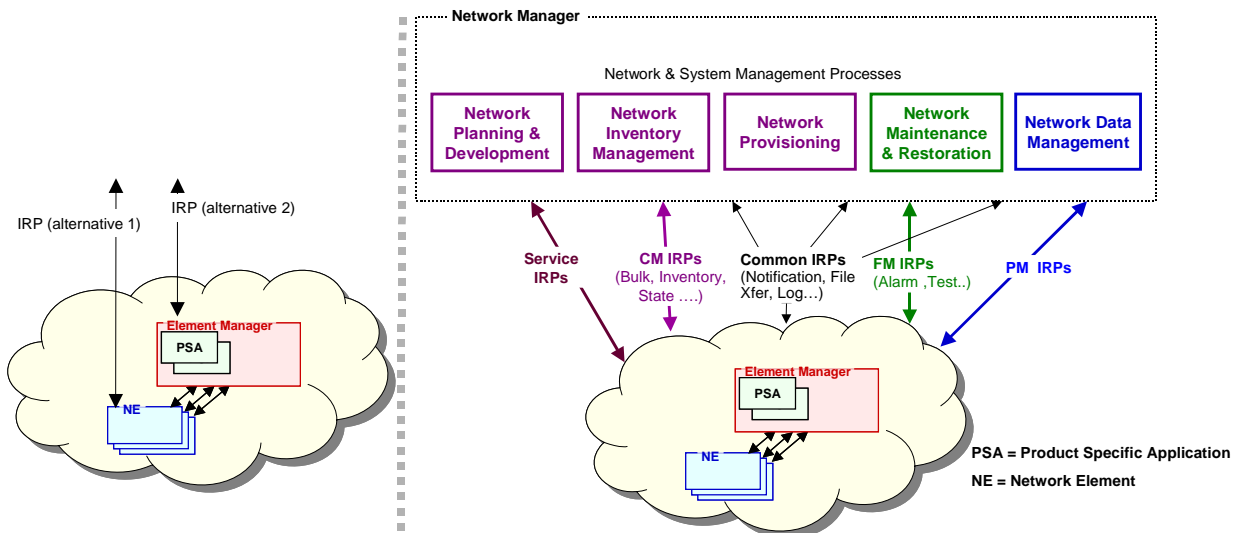 Network Manager
Network & System Management Processes
Network
Planning &
Development
Network
Inventory
Management
Network
Provisioning
Network
Maintenance
& Restoration
Network Data
Management
IRP (alternative 1)
IRP (alternative 2)
Service
IRPs
CM IRPs
(Bulk, Inventory,
State ….)
Common IRPs
(Notification, File
Xfer, Log…)
FM IRPs
(Alarm ,Test..)
PM IRPs
Element Manager
PSA
NE
Element Manager
PSA
NE
PSA = Product Specific Application
NE = Network Element